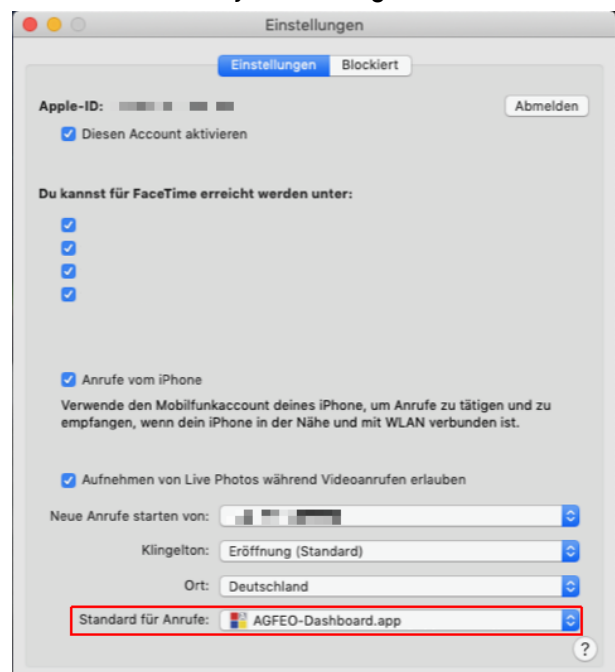 Einstellungen
Einstellungen Blockiert
Apple-ID: Abmelden
Diesen Account aktivieren
Du kannst für FaceTime erreicht werden unter:
Anrufe vom iPhone
Verwende den Mobilfunkaccount deines iPhone, um Anrufe zu tätigen und zu
empfangen, wenn dein iPhone in der Nähe und mit WLAN verbunden ist.
Aufnehmen von Live Photos während Videoanrufen erlauben
Neue Anrufe starten von:
Klingelton: Eröffnung (Standard)
Ort: Deutschland
Standard für Anrufe: AGFEO-Dashboard.app
?